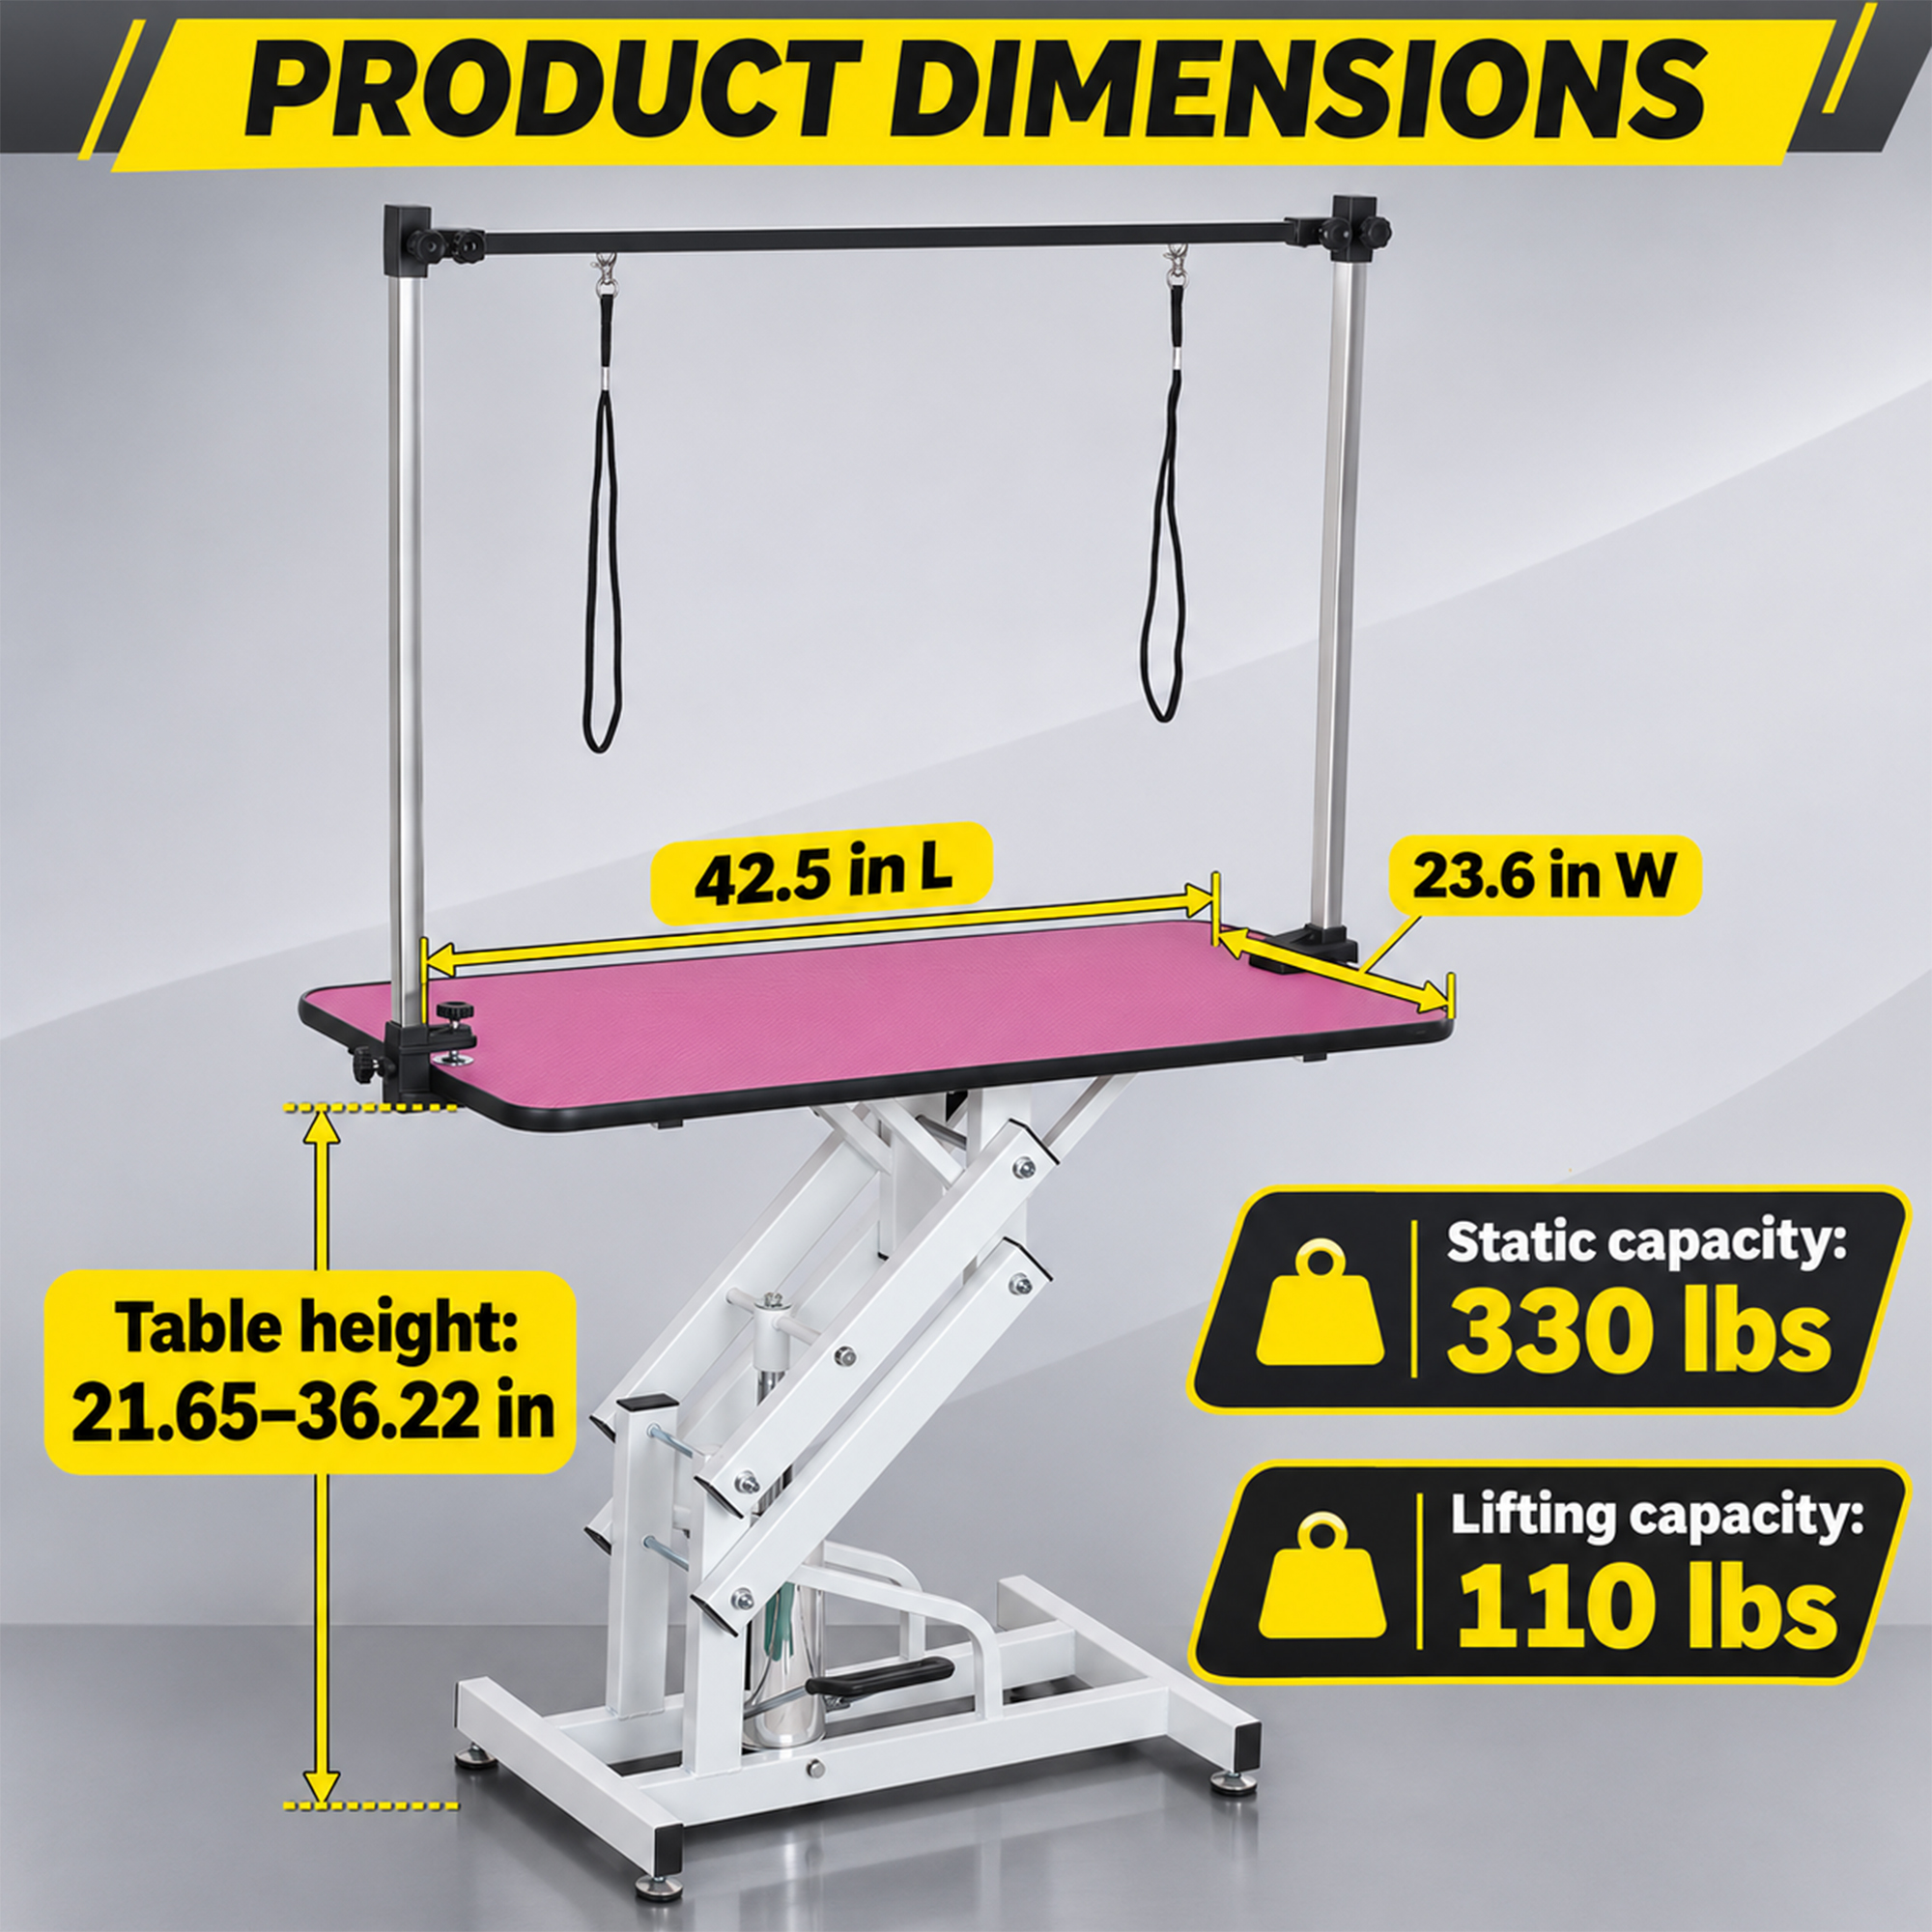 PRODUCT DIMENSIONS
42.5 in L
23.6 in W
Table height:
21.65–36.22 in
Static capacity:
330 lbs
Lifting capacity:
110 lbs